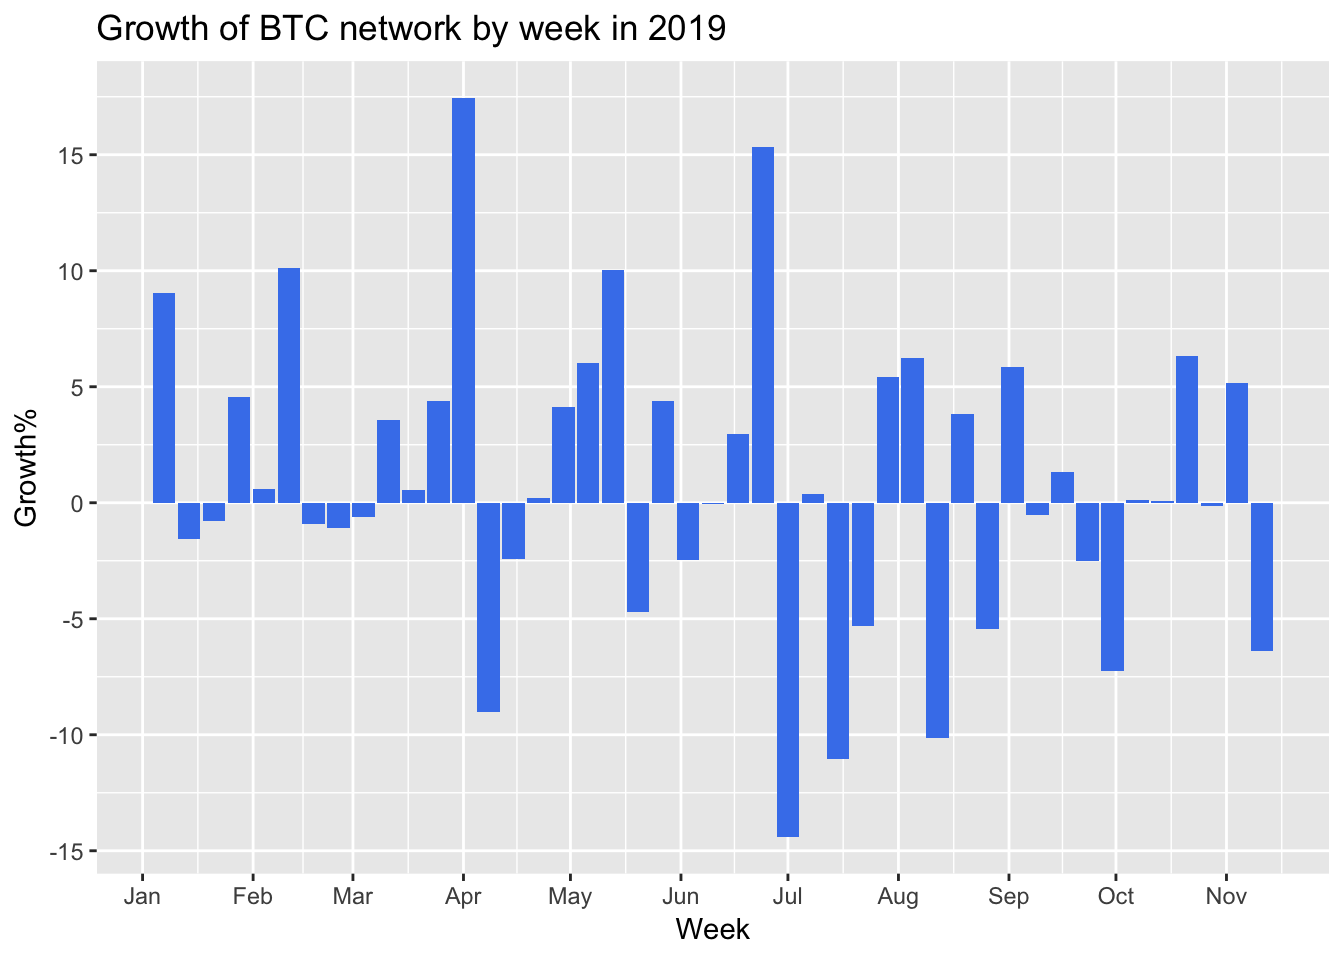 Growth of BTC network by week in 2019
Growth%
15
10
5
0
-5
-10
-15
Jan Feb Mar Apr May Jun Jul Aug Sep Oct Nov
Week